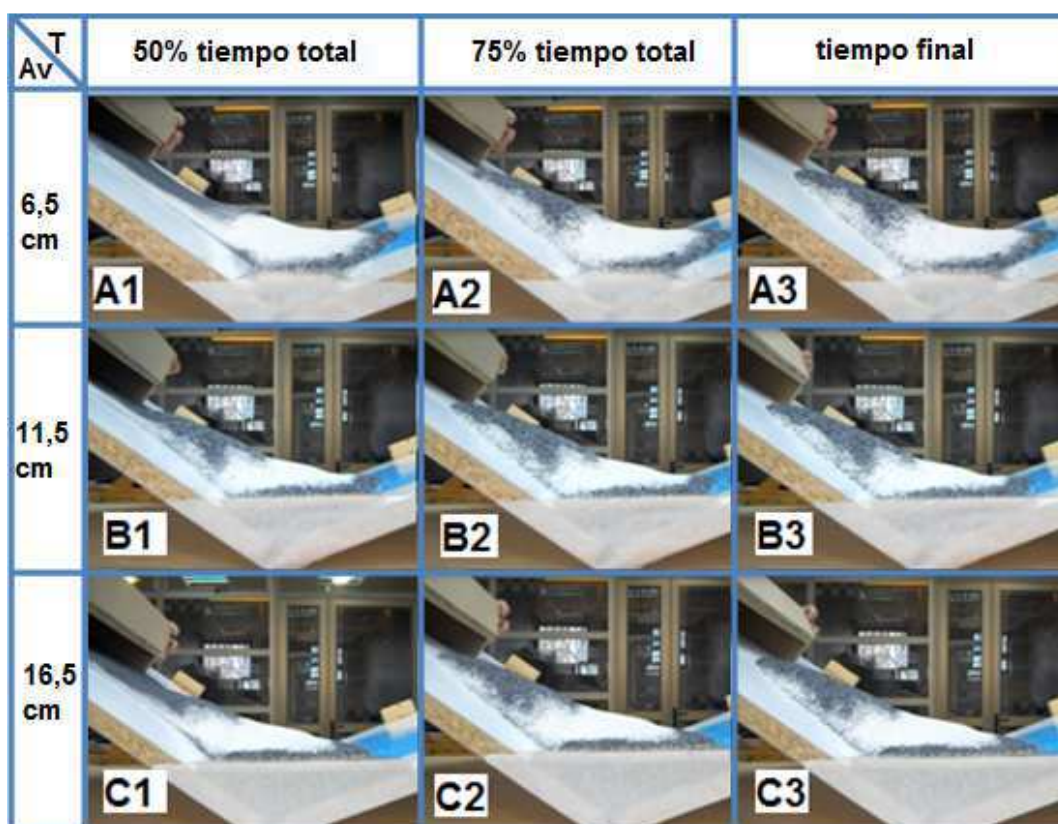 T
Av
50% tiempo total
75% tiempo total
tiempo final
6,5
cm
A1
A2
A3
11,5
cm
B1
B2
B3
16,5
cm
C1
C2
C3